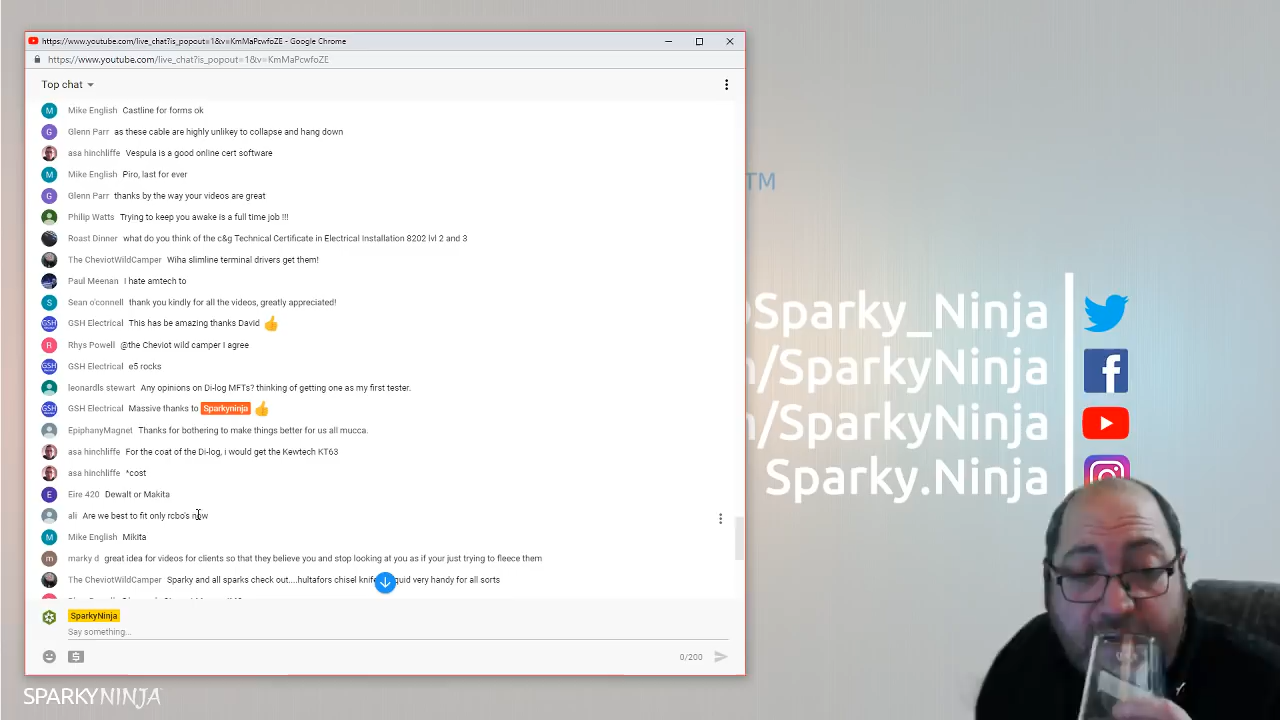 https://www.youtube.com/live_chat?is_popout=1&v=KmMaPcwfoZE - Google Chrome
https://www.youtube.com/live_chat?is_popout=1&v=KmMaPcwfoZE
Top chat
M Mike English Castline for forms ok
G Glenn Parr as these cable are highly unlikey to collapse and hang down
asa hinchliffe Vespula is a good online cert software
M Mike English Piro, last for ever
G Glenn Parr thanks by the way your videos are great
Philip Watts Trying to keep you awake is a full time job !!!
Roast Dinner what do you think of the c&g Technical Certificate in Electrical Installation 8202 lvl 2 and 3
The CheviotWildCamper Wiha slimline terminal drivers get them!
Paul Meenan I hate amtech to
S Sean o'connell thank you kindly for all the videos, greatly appreciated!
GSH GSH Electrical This has be amazing thanks David 👍
R Rhys Powell @the Cheviot wild camper I agree
GSH GSH Electrical e5 rocks
leonardls stewart Any opinions on Di-log MFTs? thinking of getting one as my first tester.
GSH GSH Electrical Massive thanks to Sparkyninja 👍
EpiphanyMagnet Thanks for bothering to make things better for us all mucca.
asa hinchliffe For the coat of the Di-log, i would get the Kewtech KT63
asa hinchliffe *cost
E Eire 420 Dewalt or Makita
ali Are we best to fit only rcbo's now
M Mike English Mikita
m marky d great idea for videos for clients so that they believe you and stop looking at you as if your just trying to fleece them
The CheviotWildCamper Sparky and all sparks check out....hultafors chisel knife quid very handy for all sorts
SparkyNinja
Say something...
0/200
TM
Sparky_Ninja
/SparkyNinja
/SparkyNinja
Sparky.Ninja
SPARKYNINJA